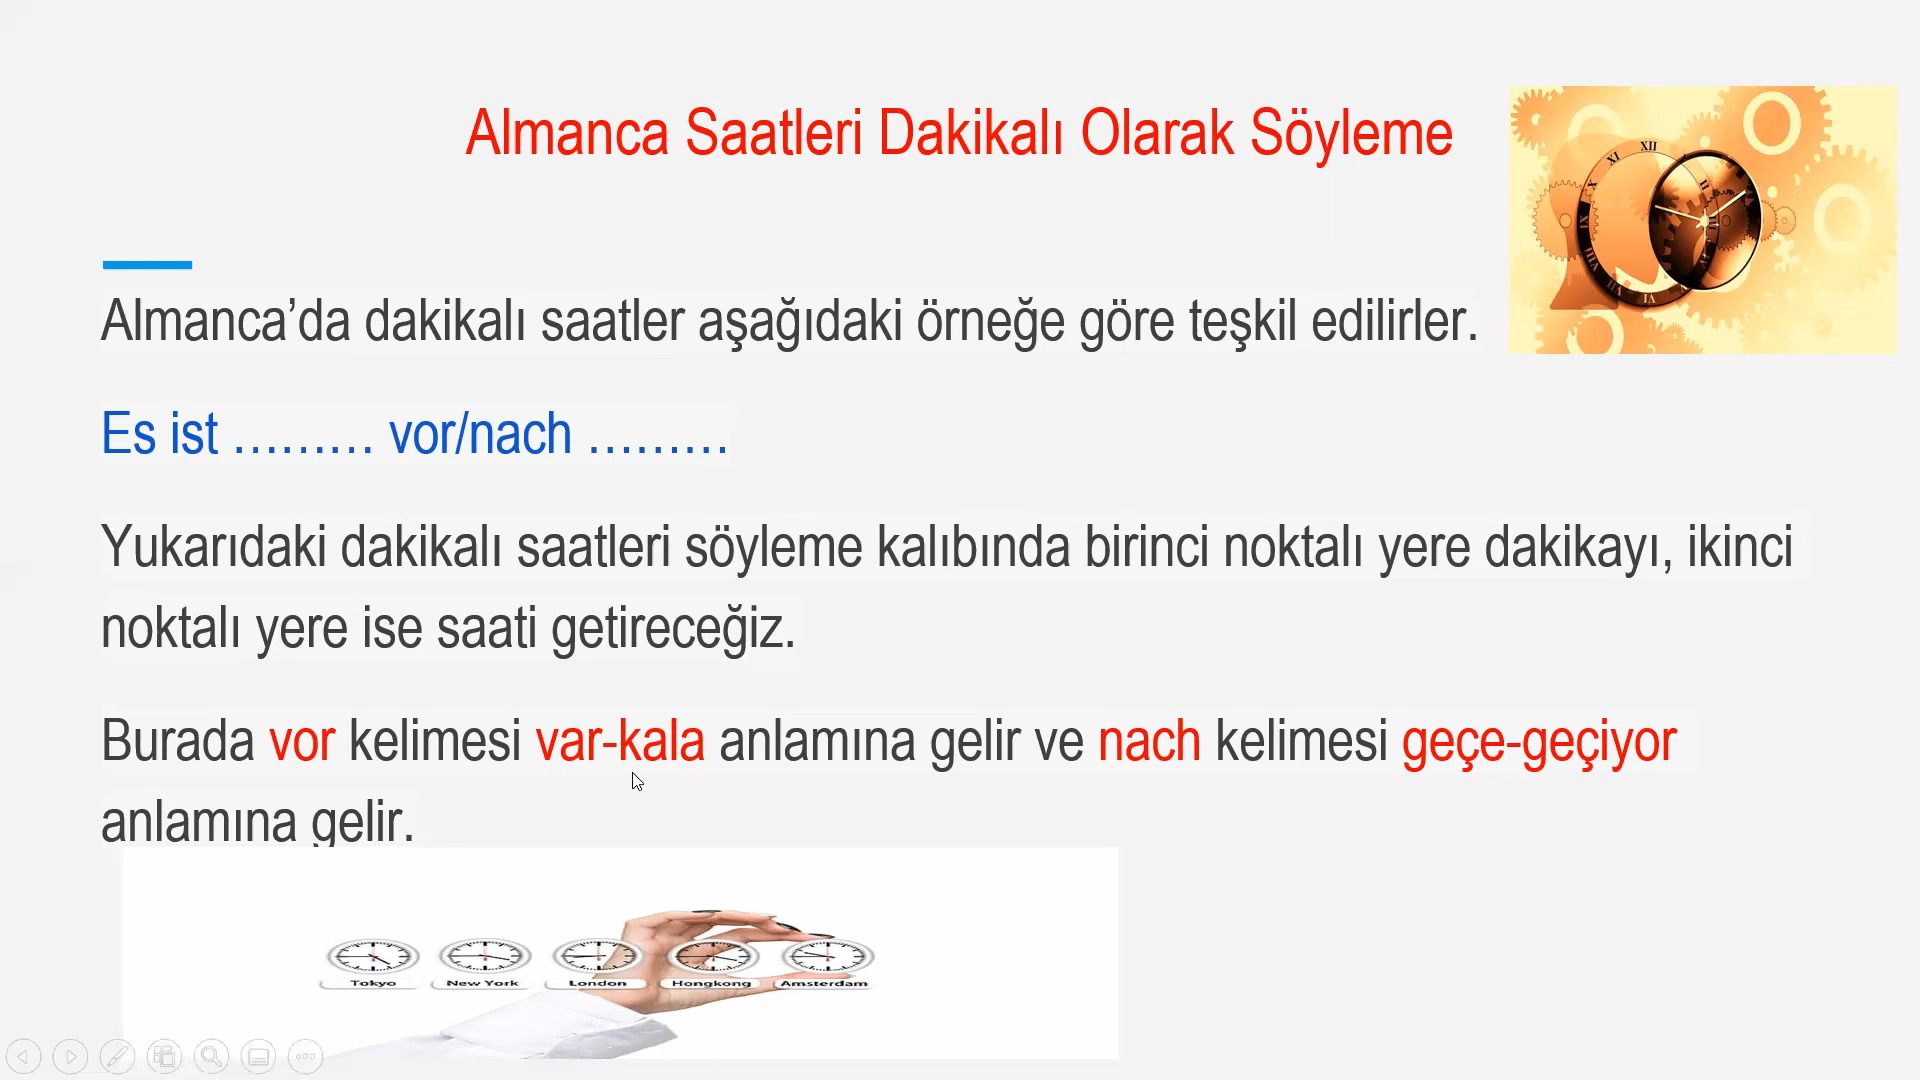 Almanca Saatleri Dakikalı Olarak Söyleme
Almanca’da dakikalı saatler aşağıdaki örneğe göre teşkil edilirler.
Es ist ……… vor/nach ………
Yukarıdaki dakikalı saatleri söyleme kalıbında birinci noktalı yere dakikayı, ikinci
noktalı yere ise saati getireceğiz.
Burada vor kelimesi var-kala anlamına gelir ve nach kelimesi geçe-geçiyor
anlamına gelir.
Tokyo New York London Hongkong Amsterdam